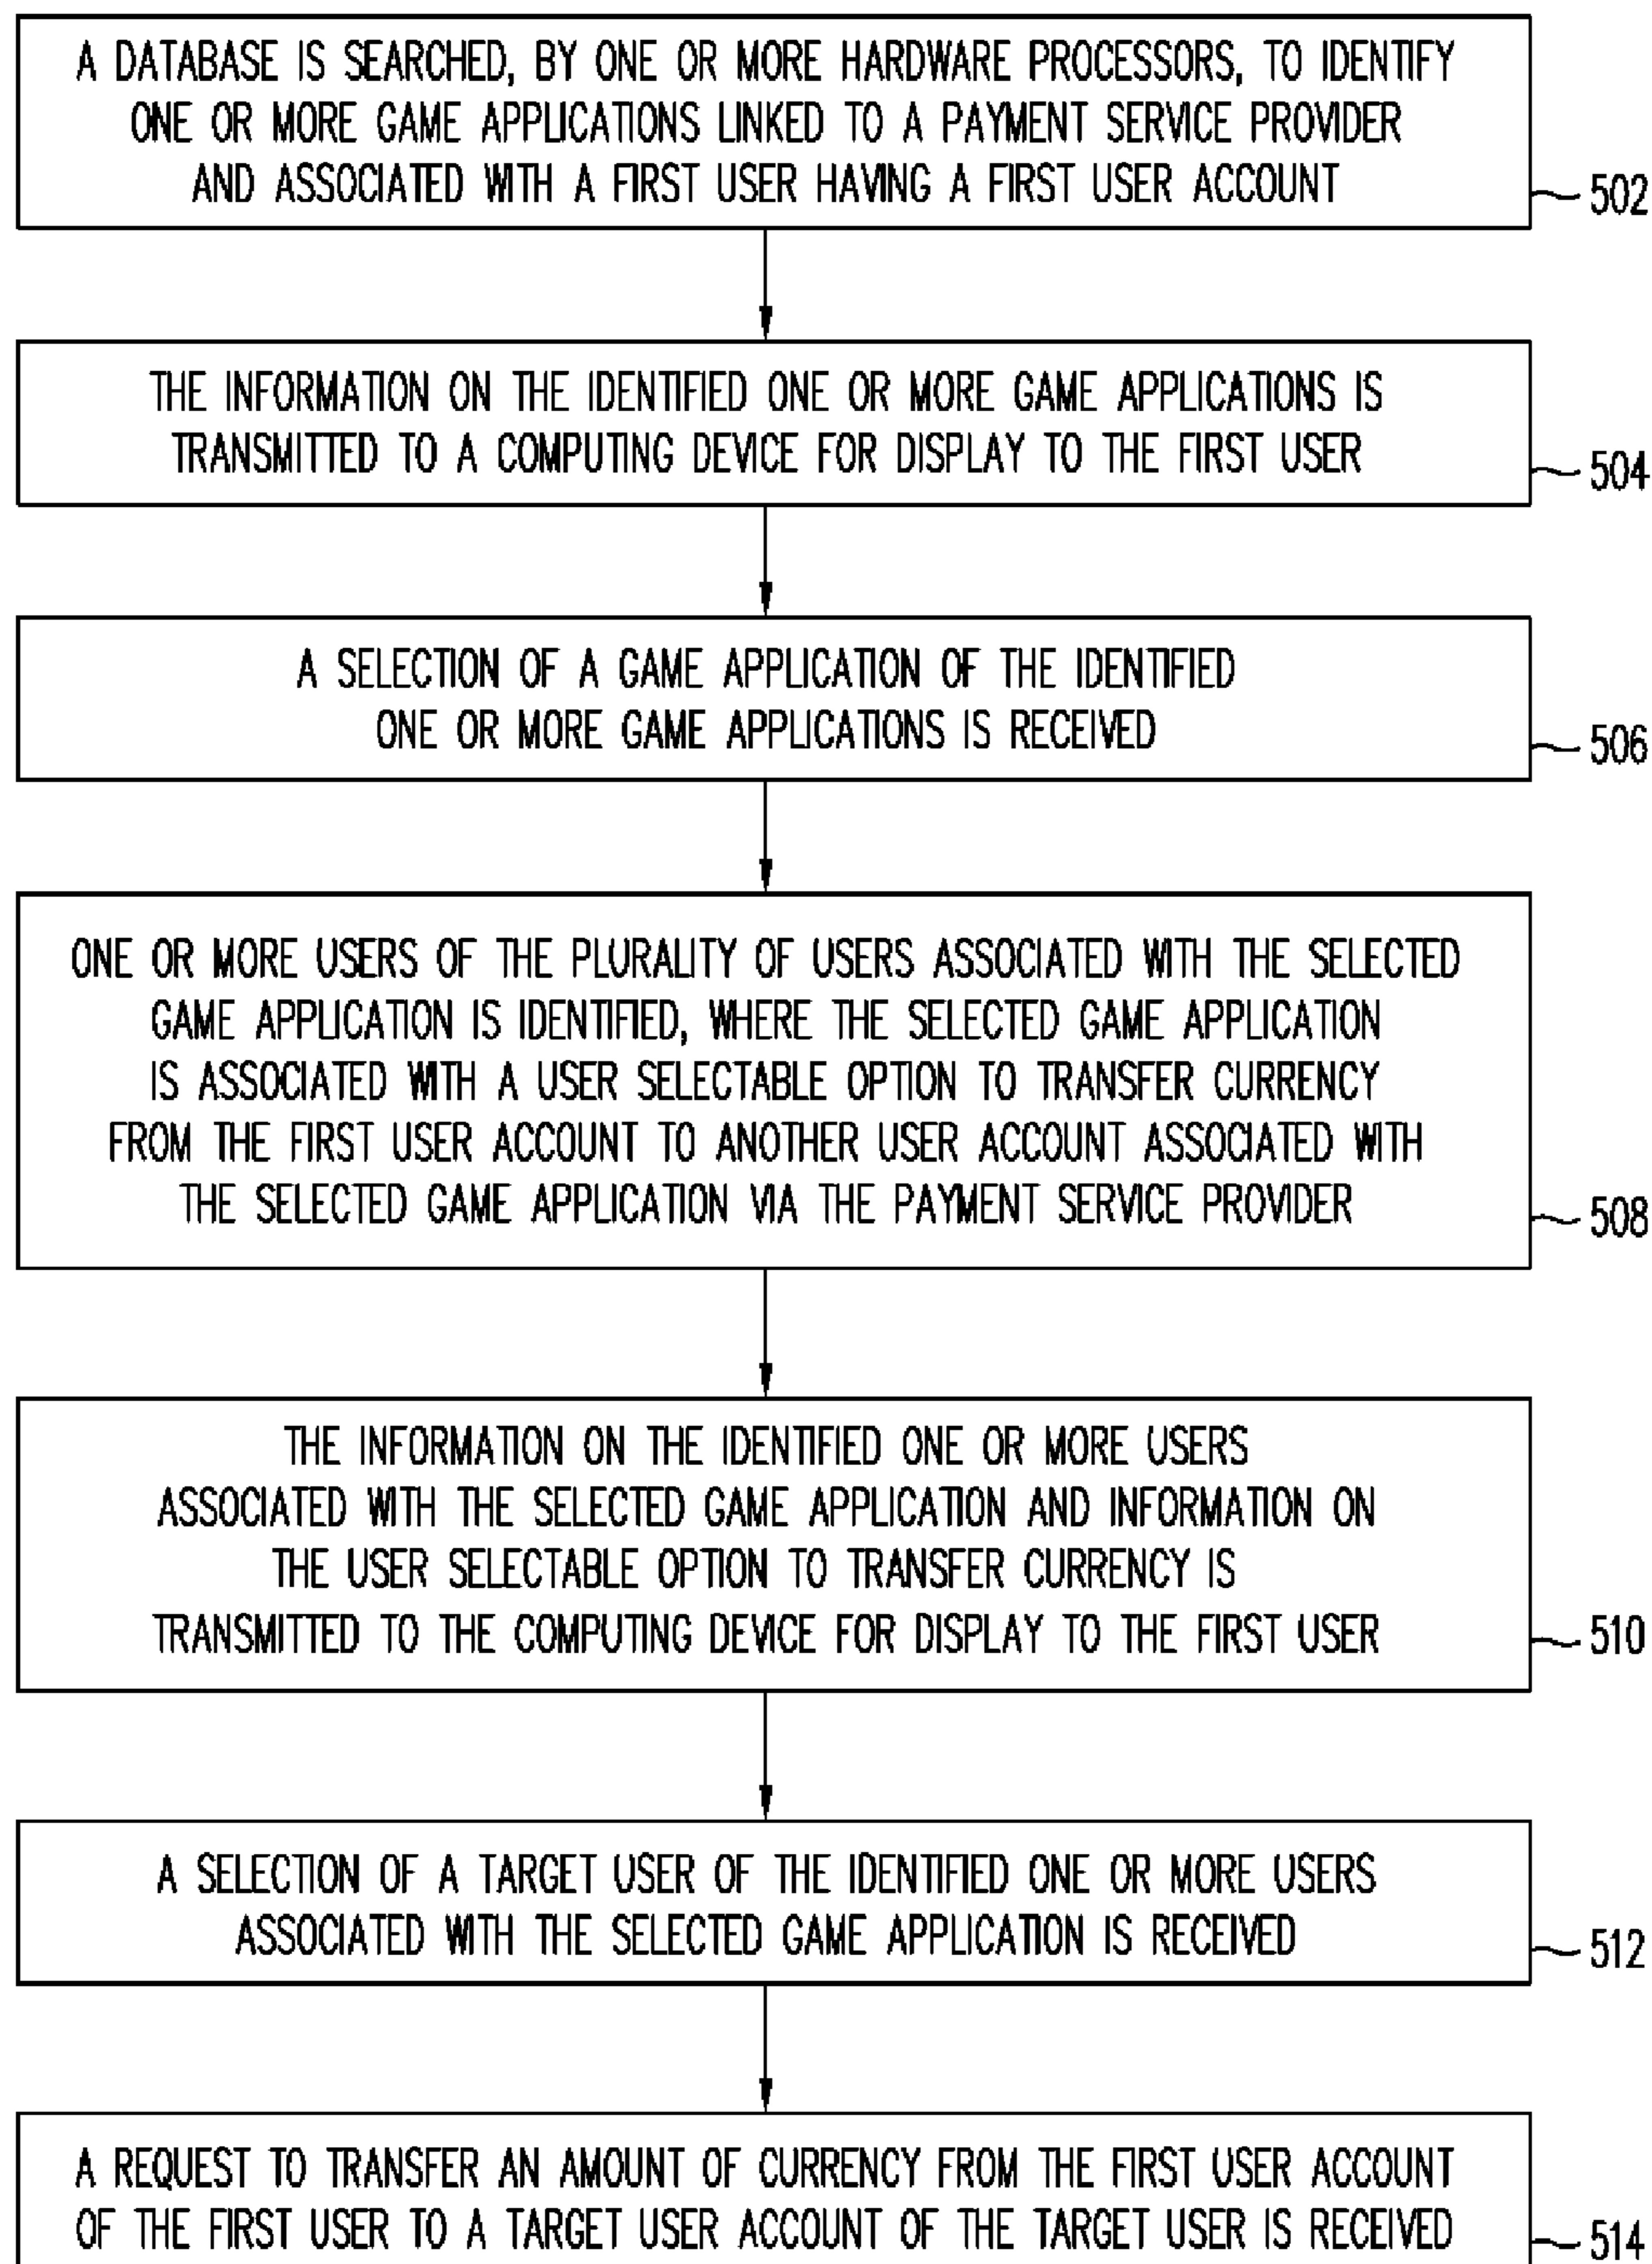 A DATABASE IS SEARCHED, BY ONE OR MORE HARDWARE PROCESSORS, TO IDENTIFY
ONE OR MORE GAME APPLICATIONS LINKED TO A PAYMENT SERVICE PROVIDER
AND ASSOCIATED WITH A FIRST USER HAVING A FIRST USER ACCOUNT
502
THE INFORMATION ON THE IDENTIFIED ONE OR MORE GAME APPLICATIONS IS
TRANSMITTED TO A COMPUTING DEVICE FOR DISPLAY TO THE FIRST USER
504
A SELECTION OF A GAME APPLICATION OF THE IDENTIFIED
ONE OR MORE GAME APPLICATIONS IS RECEIVED
506
ONE OR MORE USERS OF THE PLURALITY OF USERS ASSOCIATED WITH THE SELECTED
GAME APPLICATION IS IDENTIFIED, WHERE THE SELECTED GAME APPLICATION
IS ASSOCIATED WITH A USER SELECTABLE OPTION TO TRANSFER CURRENCY
FROM THE FIRST USER ACCOUNT TO ANOTHER USER ACCOUNT ASSOCIATED WITH
THE SELECTED GAME APPLICATION VIA THE PAYMENT SERVICE PROVIDER
508
THE INFORMATION ON THE IDENTIFIED ONE OR MORE USERS
ASSOCIATED WITH THE SELECTED GAME APPLICATION AND INFORMATION ON
THE USER SELECTABLE OPTION TO TRANSFER CURRENCY IS
TRANSMITTED TO THE COMPUTING DEVICE FOR DISPLAY TO THE FIRST USER
510
A SELECTION OF A TARGET USER OF THE IDENTIFIED ONE OR MORE USERS
ASSOCIATED WITH THE SELECTED GAME APPLICATION IS RECEIVED
512
A REQUEST TO TRANSFER AN AMOUNT OF CURRENCY FROM THE FIRST USER ACCOUNT
OF THE FIRST USER TO A TARGET USER ACCOUNT OF THE TARGET USER IS RECEIVED
514